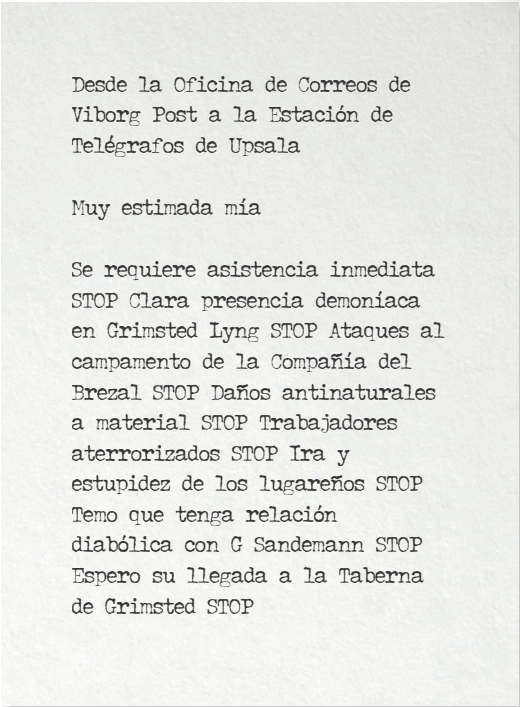 Desde la Oficina de Correos de
Viborg Post a la Estación de
Telégrafos de Upsala
Muy estimada mía
Se requiere asistencia inmediata
STOP Clara presencia demoníaca
en Grimsted Lyng STOP Ataques al
campamento de la Compañía del
Brezal STOP Daños antinaturales
a material STOP Trabajadores
aterrorizados STOP Ira y
estupidez de los lugareños STOP
Temo que tenga relación
diabólica con G Sandemann STOP
Espero su llegada a la Taberna
de Grimsted STOP